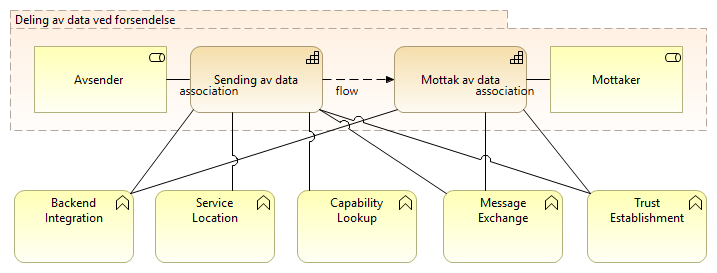 Deling av data ved forsendelse
Avsender
Sending av data
Mottak av data
Mottaker
association
flow
association
Backend
Integration
Service
Location
Capability
Lookup
Message
Exchange
Trust
Establishment